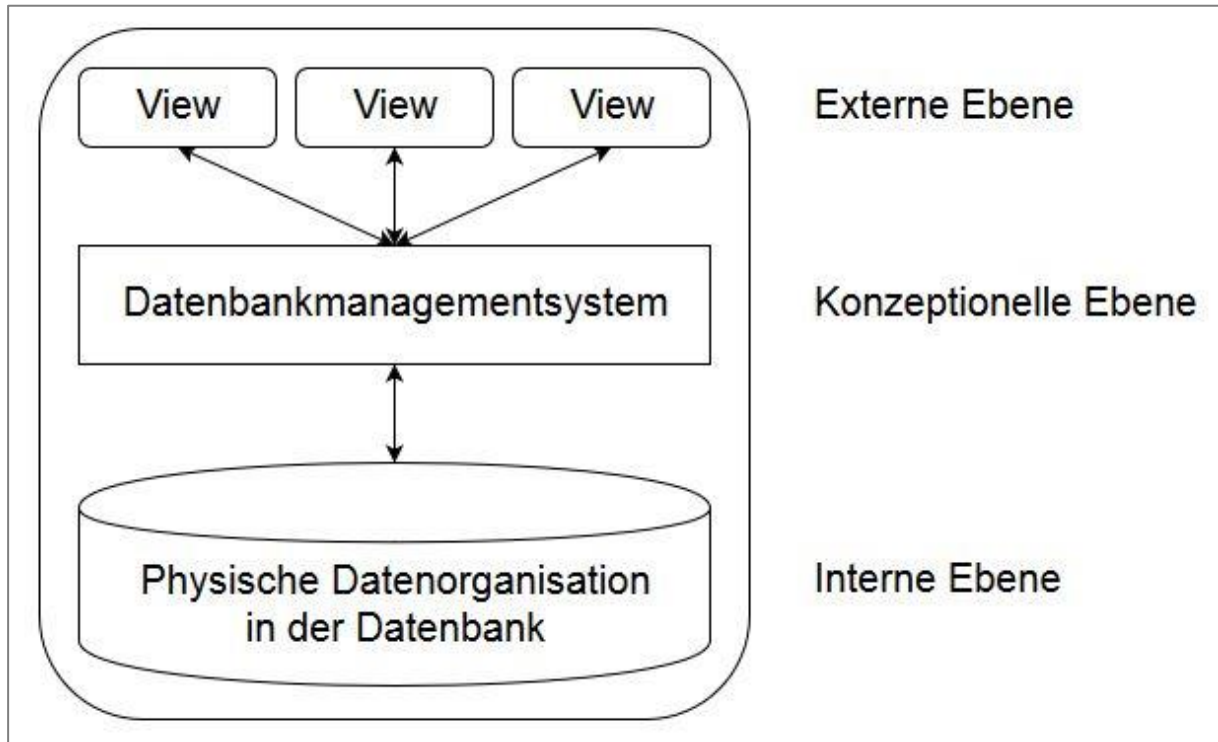 View View View Externe Ebene
Datenbankmanagementsystem Konzeptionelle Ebene
Physische Datenorganisation
in der Datenbank
Interne Ebene